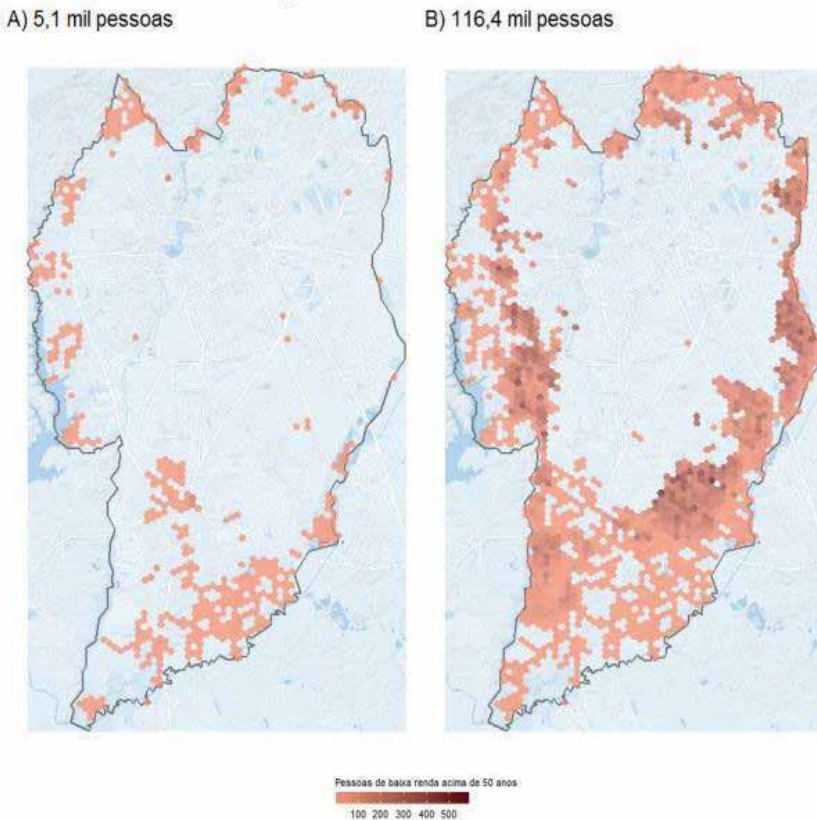 A) 5,1 mil pessoas
B) 116,4 mil pessoas
Pessoas de baixa renda acima de 50 anos
100 200 300 400 500